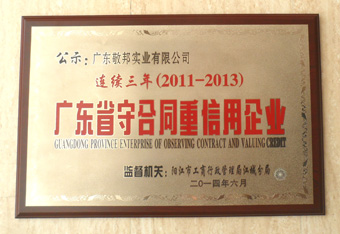 公示：广东敬邦实业有限公司
连续三年(2011-2013)
广东省守合同重信用企业
GUANGDONG PROVINCE ENTERPRISE OF OBSERVING CONTRACT AND VALUING CREDIT
监督机关：阳江市工商行政管理局江城分局
二〇一四年六月